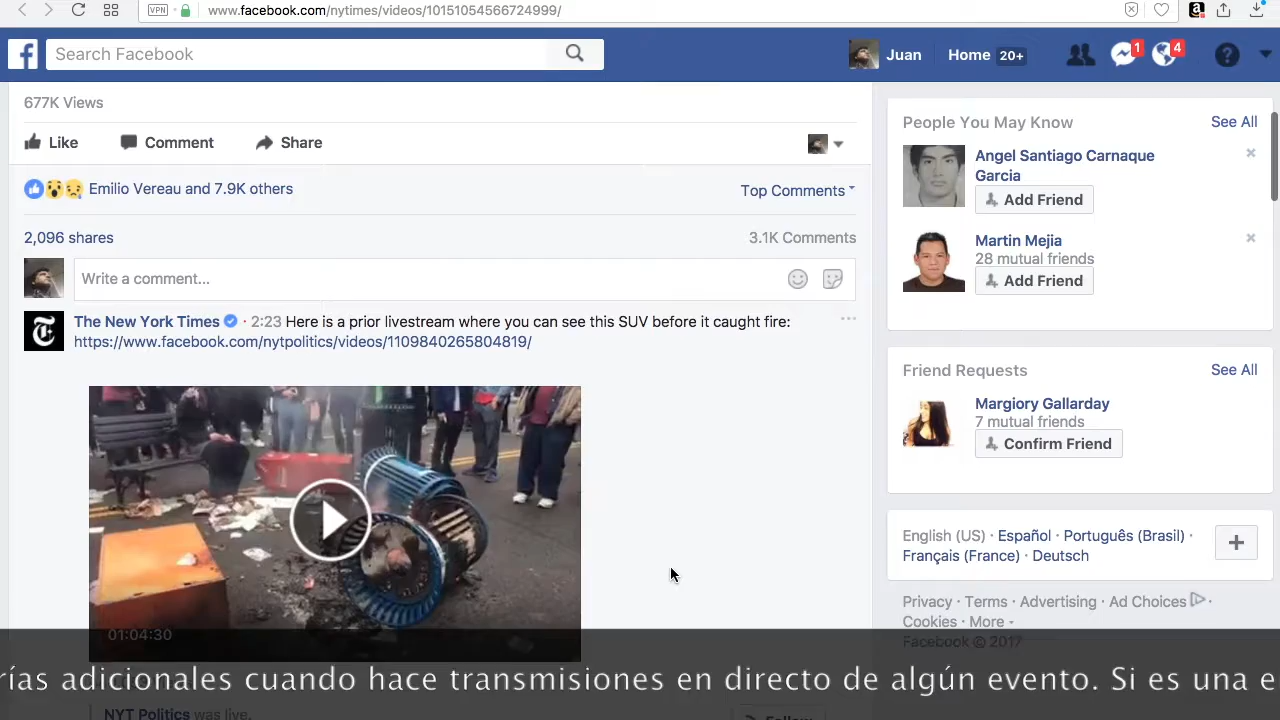 VPN
www.facebook.com/nytimes/videos/10151054566724999/
Search Facebook
Juan
Home 20+
1
4
677K Views
Like
Comment
Share
Emilio Vereau and 7.9K others
Top Comments
2,096 shares
3.1K Comments
Write a comment...
The New York Times · 2:23 Here is a prior livestream where you can see this SUV before it caught fire:
https://www.facebook.com/nytpolitics/videos/1109840265804819/
01:04:30
NYT Politics was live.
Follow
People You May Know
See All
Angel Santiago Carnaque
Garcia
Add Friend
Martin Mejia
28 mutual friends
Add Friend
Friend Requests
See All
Margiory Gallarday
7 mutual friends
Confirm Friend
English (US) · Español · Português (Brasil) ·
Français (France) · Deutsch
Privacy · Terms · Advertising · Ad Choices ·
Cookies · More
Facebook © 2017
rías adicionales cuando hace transmisiones en directo de algún evento. Si es una e